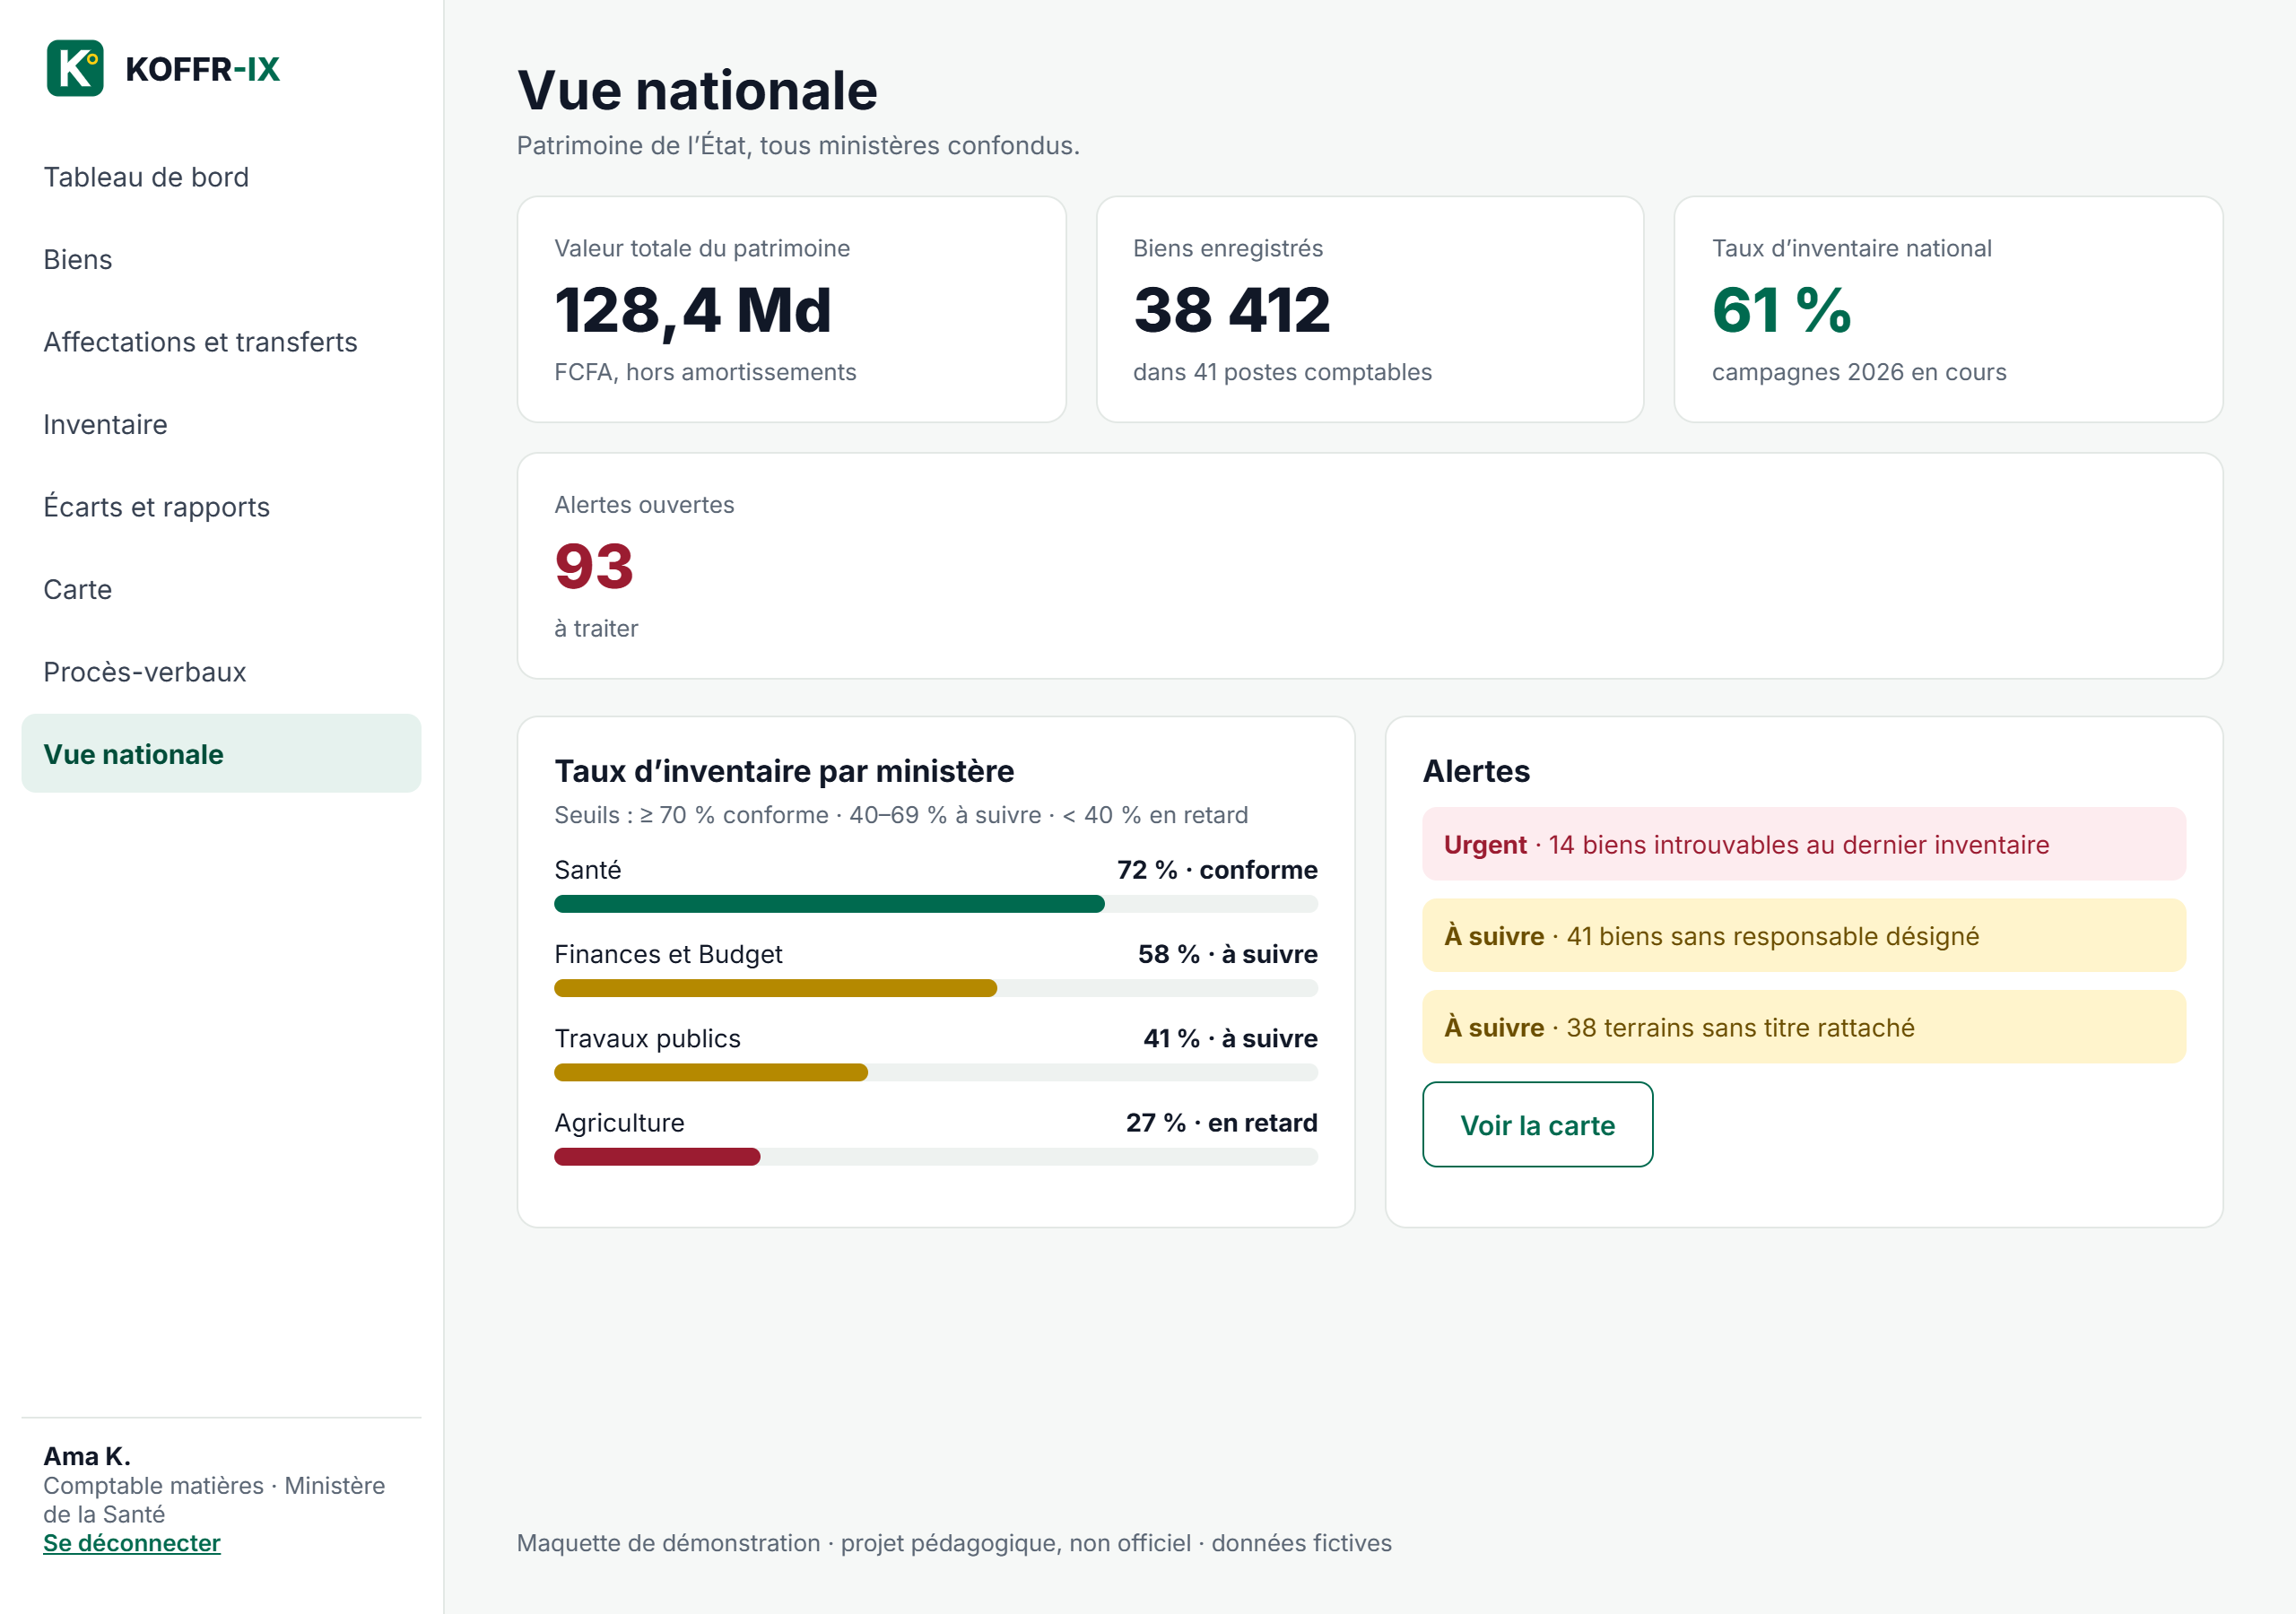 KOFFR-IX
Tableau de bord
Biens
Affectations et transferts
Inventaire
Écarts et rapports
Carte
Procès-verbaux
Vue nationale
Ama K.
Comptable matières · Ministère
de la Santé
Se déconnecter
Vue nationale
Patrimoine de l’État, tous ministères confondus.
Valeur totale du patrimoine
128,4 Md
FCFA, hors amortissements
Biens enregistrés
38 412
dans 41 postes comptables
Taux d’inventaire national
61 %
campagnes 2026 en cours
Alertes ouvertes
93
à traiter
Taux d’inventaire par ministère
Seuils : ≥ 70 % conforme · 40–69 % à suivre · < 40 % en retard
Santé 72 % · conforme
Finances et Budget 58 % · à suivre
Travaux publics 41 % · à suivre
Agriculture 27 % · en retard
Alertes
Urgent · 14 biens introuvables au dernier inventaire
À suivre · 41 biens sans responsable désigné
À suivre · 38 terrains sans titre rattaché
Voir la carte
Maquette de démonstration · projet pédagogique, non officiel · données fictives